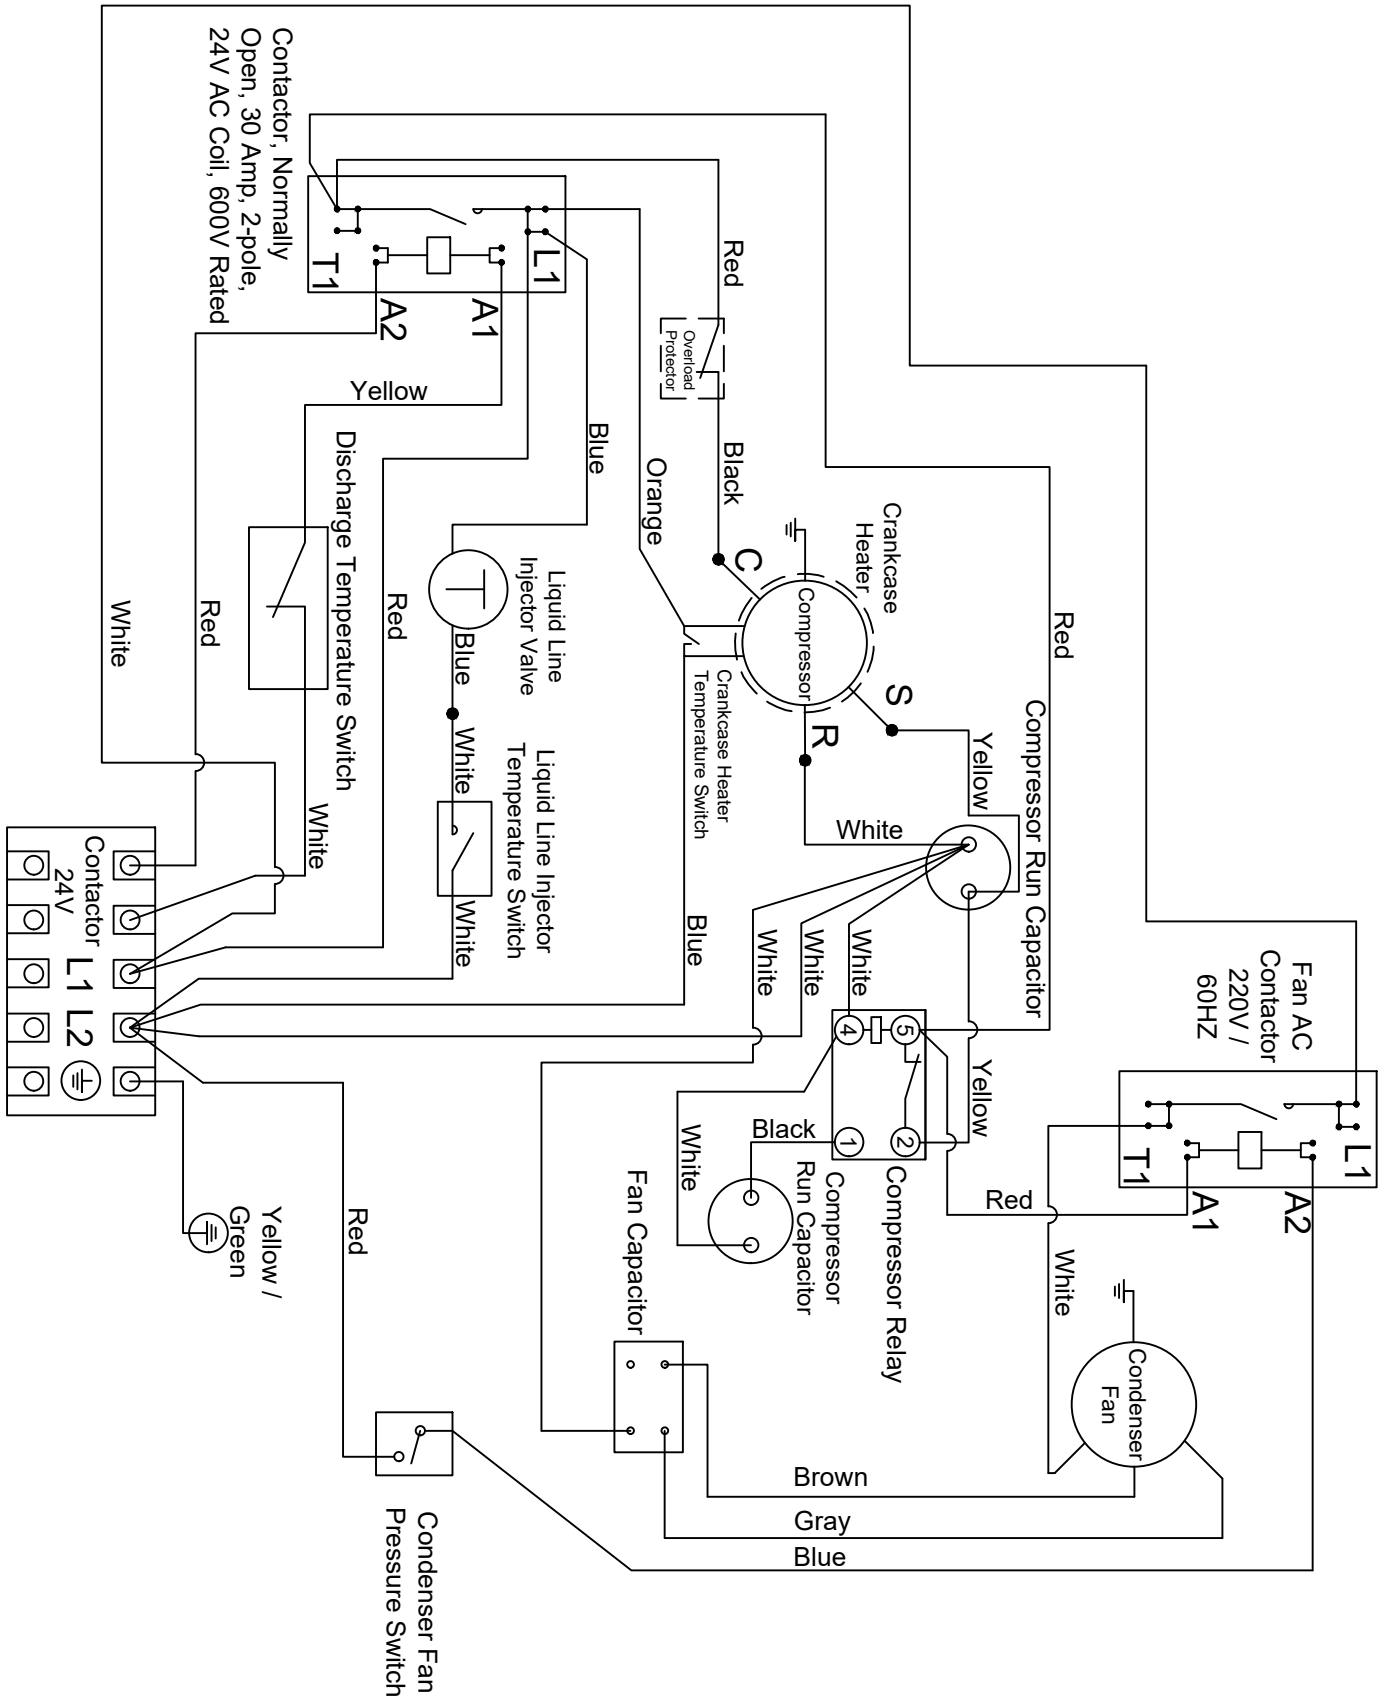 Contactor, Normally
Open, 30 Amp, 2-pole,
24V AC Coil, 600V Rated
T1
L1
A2
A1
Red
Overload
Protector
Black
C
Yellow
Blue
Orange
Discharge Temperature Switch
Crankcase
Heater
Compressor
S
R
Red
Liquid Line
Injector Valve
Blue
White
Red
Red
White
Crankcase Heater
Temperature Switch
Yellow
Compressor Run Capacitor
White
Liquid Line Injector
Temperature Switch
White
White
Contactor
24V
L1
L2
Blue
White
White
White
Fan AC
Contactor
220V /
60HZ
4
5
1
2
Yellow
Compressor Relay
Black
White
Compressor
Run Capacitor
Fan Capacitor
Red
T1
L1
A1
A2
White
Condenser
Fan
Yellow /
Green
Red
Brown
Gray
Blue
Condenser Fan
Pressure Switch